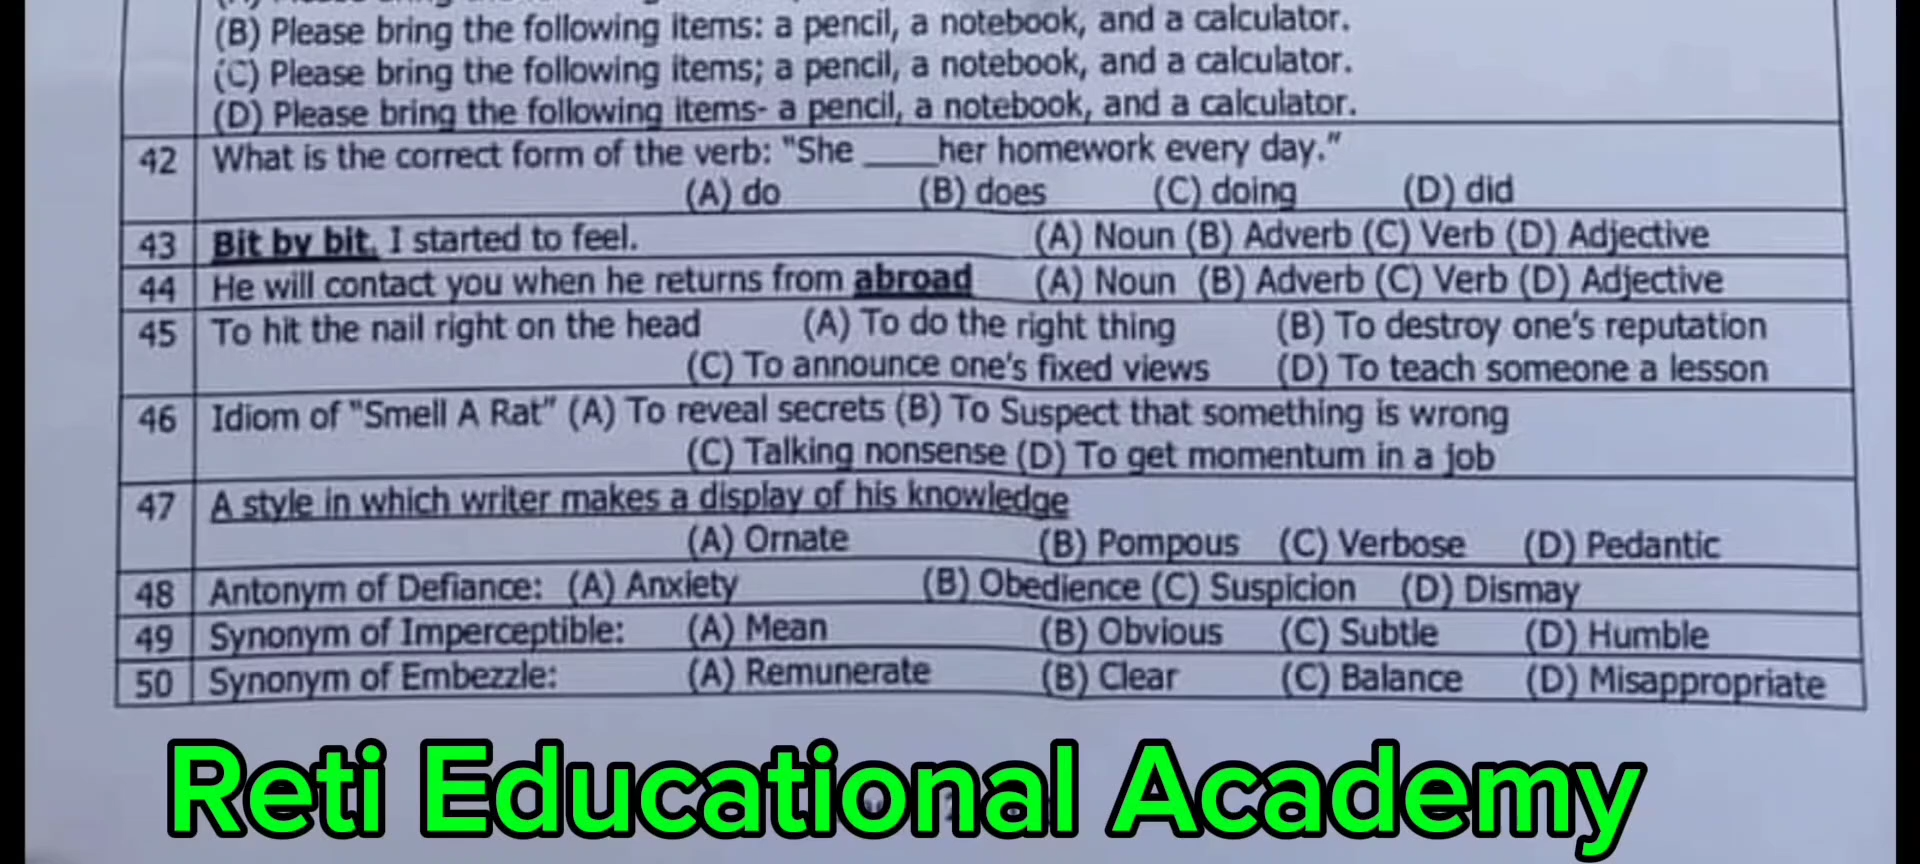 (B) Please bring the following items: a pencil, a notebook, and a calculator.
(C) Please bring the following items; a pencil, a notebook, and a calculator.
(D) Please bring the following items- a pencil, a notebook, and a calculator.
42 What is the correct form of the verb: "She ____her homework every day."
(A) do (B) does (C) doing (D) did
43 Bit by bit, I started to feel. (A) Noun (B) Adverb (C) Verb (D) Adjective
44 He will contact you when he returns from abroad (A) Noun (B) Adverb (C) Verb (D) Adjective
45 To hit the nail right on the head (A) To do the right thing (B) To destroy one's reputation
(C) To announce one's fixed views (D) To teach someone a lesson
46 Idiom of "Smell A Rat" (A) To reveal secrets (B) To Suspect that something is wrong
(C) Talking nonsense (D) To get momentum in a job
47 A style in which writer makes a display of his knowledge
(A) Ornate (B) Pompous (C) Verbose (D) Pedantic
48 Antonym of Defiance: (A) Anxiety (B) Obedience (C) Suspicion (D) Dismay
49 Synonym of Imperceptible: (A) Mean (B) Obvious (C) Subtle (D) Humble
50 Synonym of Embezzle: (A) Remunerate (B) Clear (C) Balance (D) Misappropriate
Reti Educational Academy